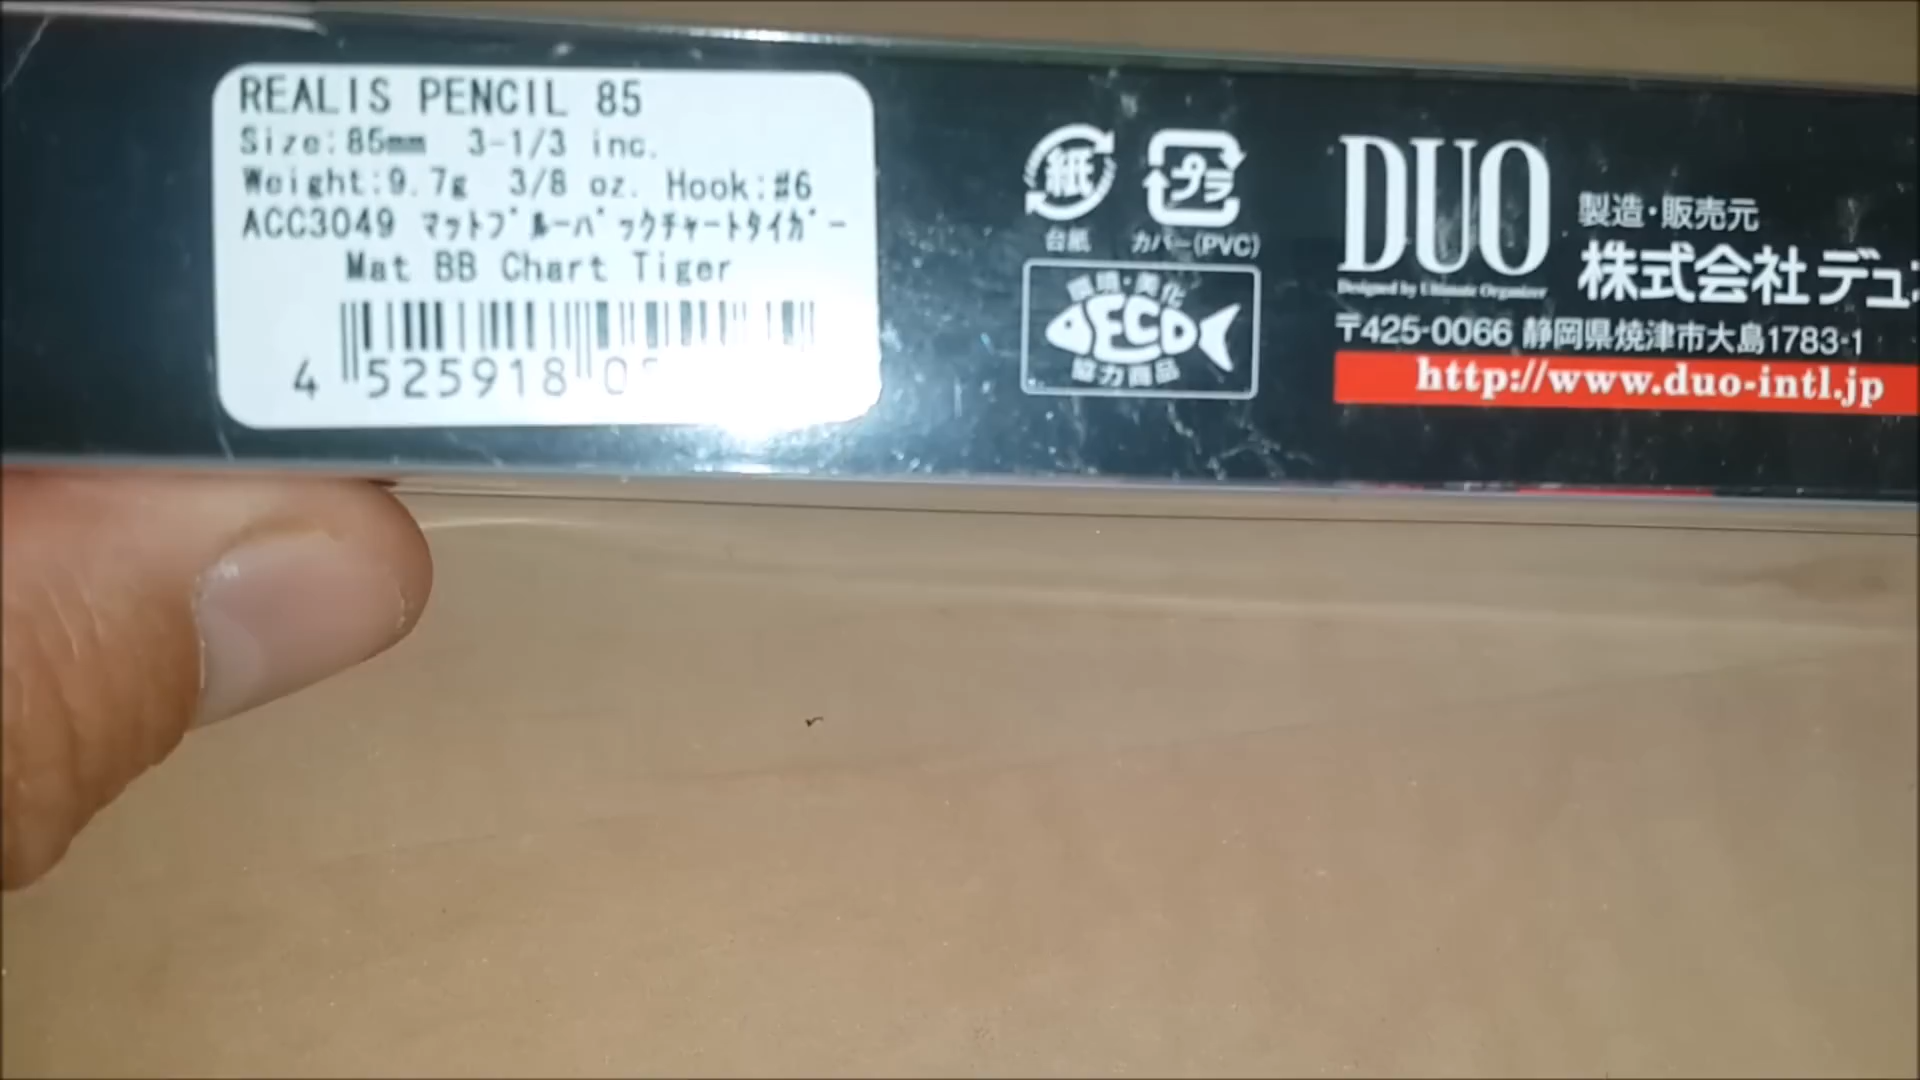 REALIS PENCIL 85
Size:85mm 3-1/3 inc.
Weight:9.7g 3/8 oz. Hook:#6
ACC3049 マットブルーバックチャートタイガー
Mat BB Chart Tiger
4 525918 0
紙
台紙
プラ
カバー(PVC)
環境・美化
ECO
協力商品
DUO
Designed by Ultimate Organizer
製造・販売元
株式会社デュ
〒425-0066 静岡県焼津市大島1783-1
http://www.duo-intl.jp